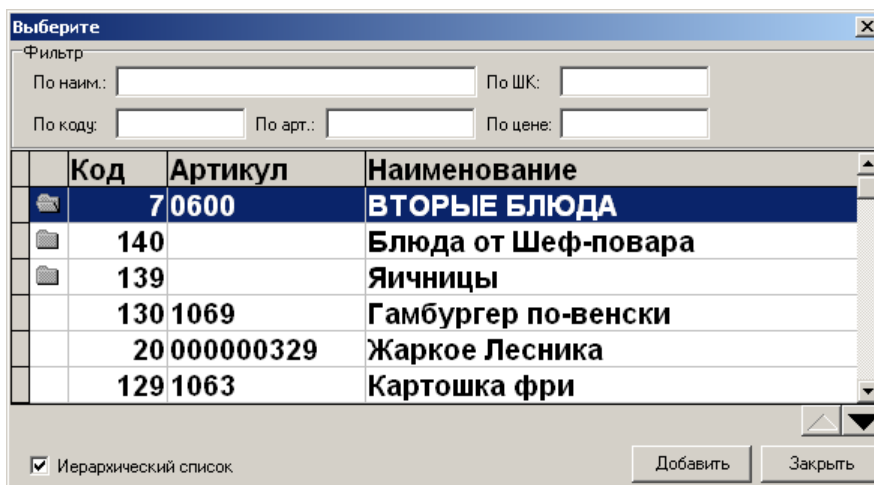 Выберите
Фильтр
По наим.: По ШК:
По коду: По арт.: По цене:
Код Артикул Наименование
7 0600 ВТОРЫЕ БЛЮДА
140 Блюда от Шеф-повара
139 Яичницы
130 1069 Гамбургер по-венски
20 000000329 Жаркое Лесника
129 1063 Картошка фри
Иерархический список Добавить Закрыть